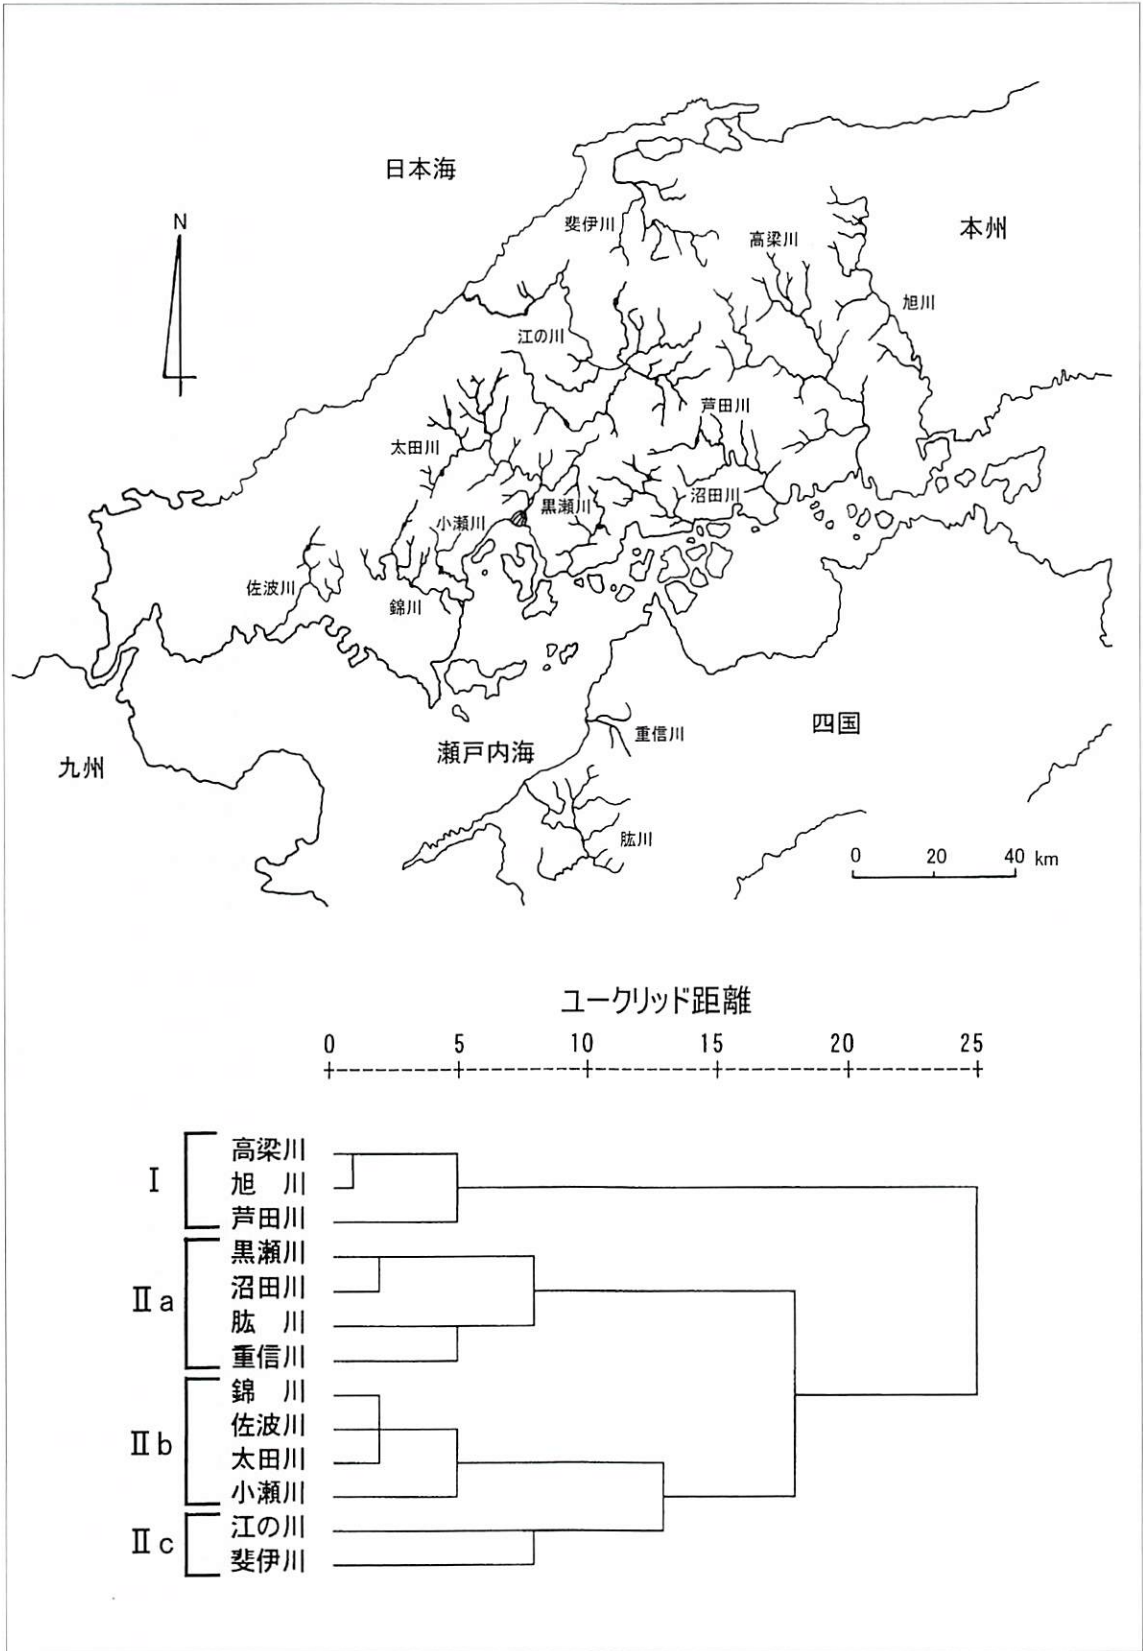 日本海
N
斐伊川
高梁川
本州
旭川
江の川
芦田川
太田川
沼田川
黒瀬川
小瀬川
佐波川
錦川
四国
重信川
瀬戸内海
九州
肱川
0 20 40 km
ユークリッド距離
0 5 10 15 20 25
I
高梁川
旭 川
芦田川
IIa
黒瀬川
沼田川
肱 川
重信川
IIb
錦 川
佐波川
太田川
小瀬川
IIc
江の川
斐伊川